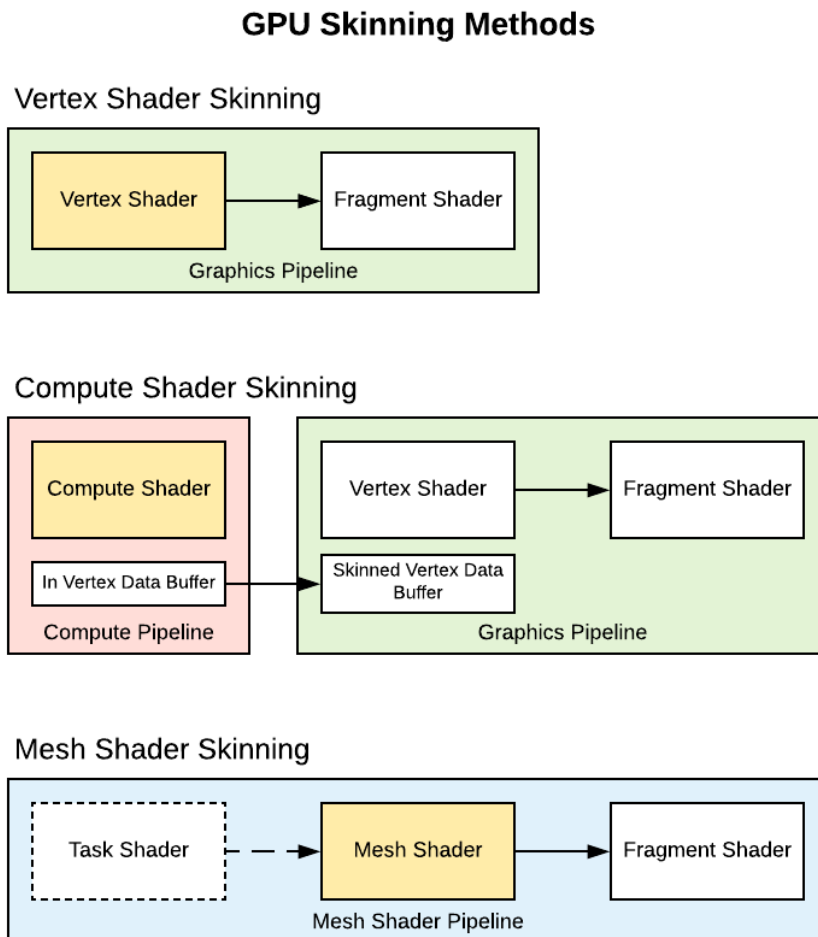 GPU Skinning Methods
Vertex Shader Skinning
Vertex Shader
Fragment Shader
Graphics Pipeline
Compute Shader Skinning
Compute Shader
Vertex Shader
Fragment Shader
In Vertex Data Buffer
Skinned Vertex Data
Buffer
Compute Pipeline
Graphics Pipeline
Mesh Shader Skinning
Task Shader
Mesh Shader
Fragment Shader
Mesh Shader Pipeline